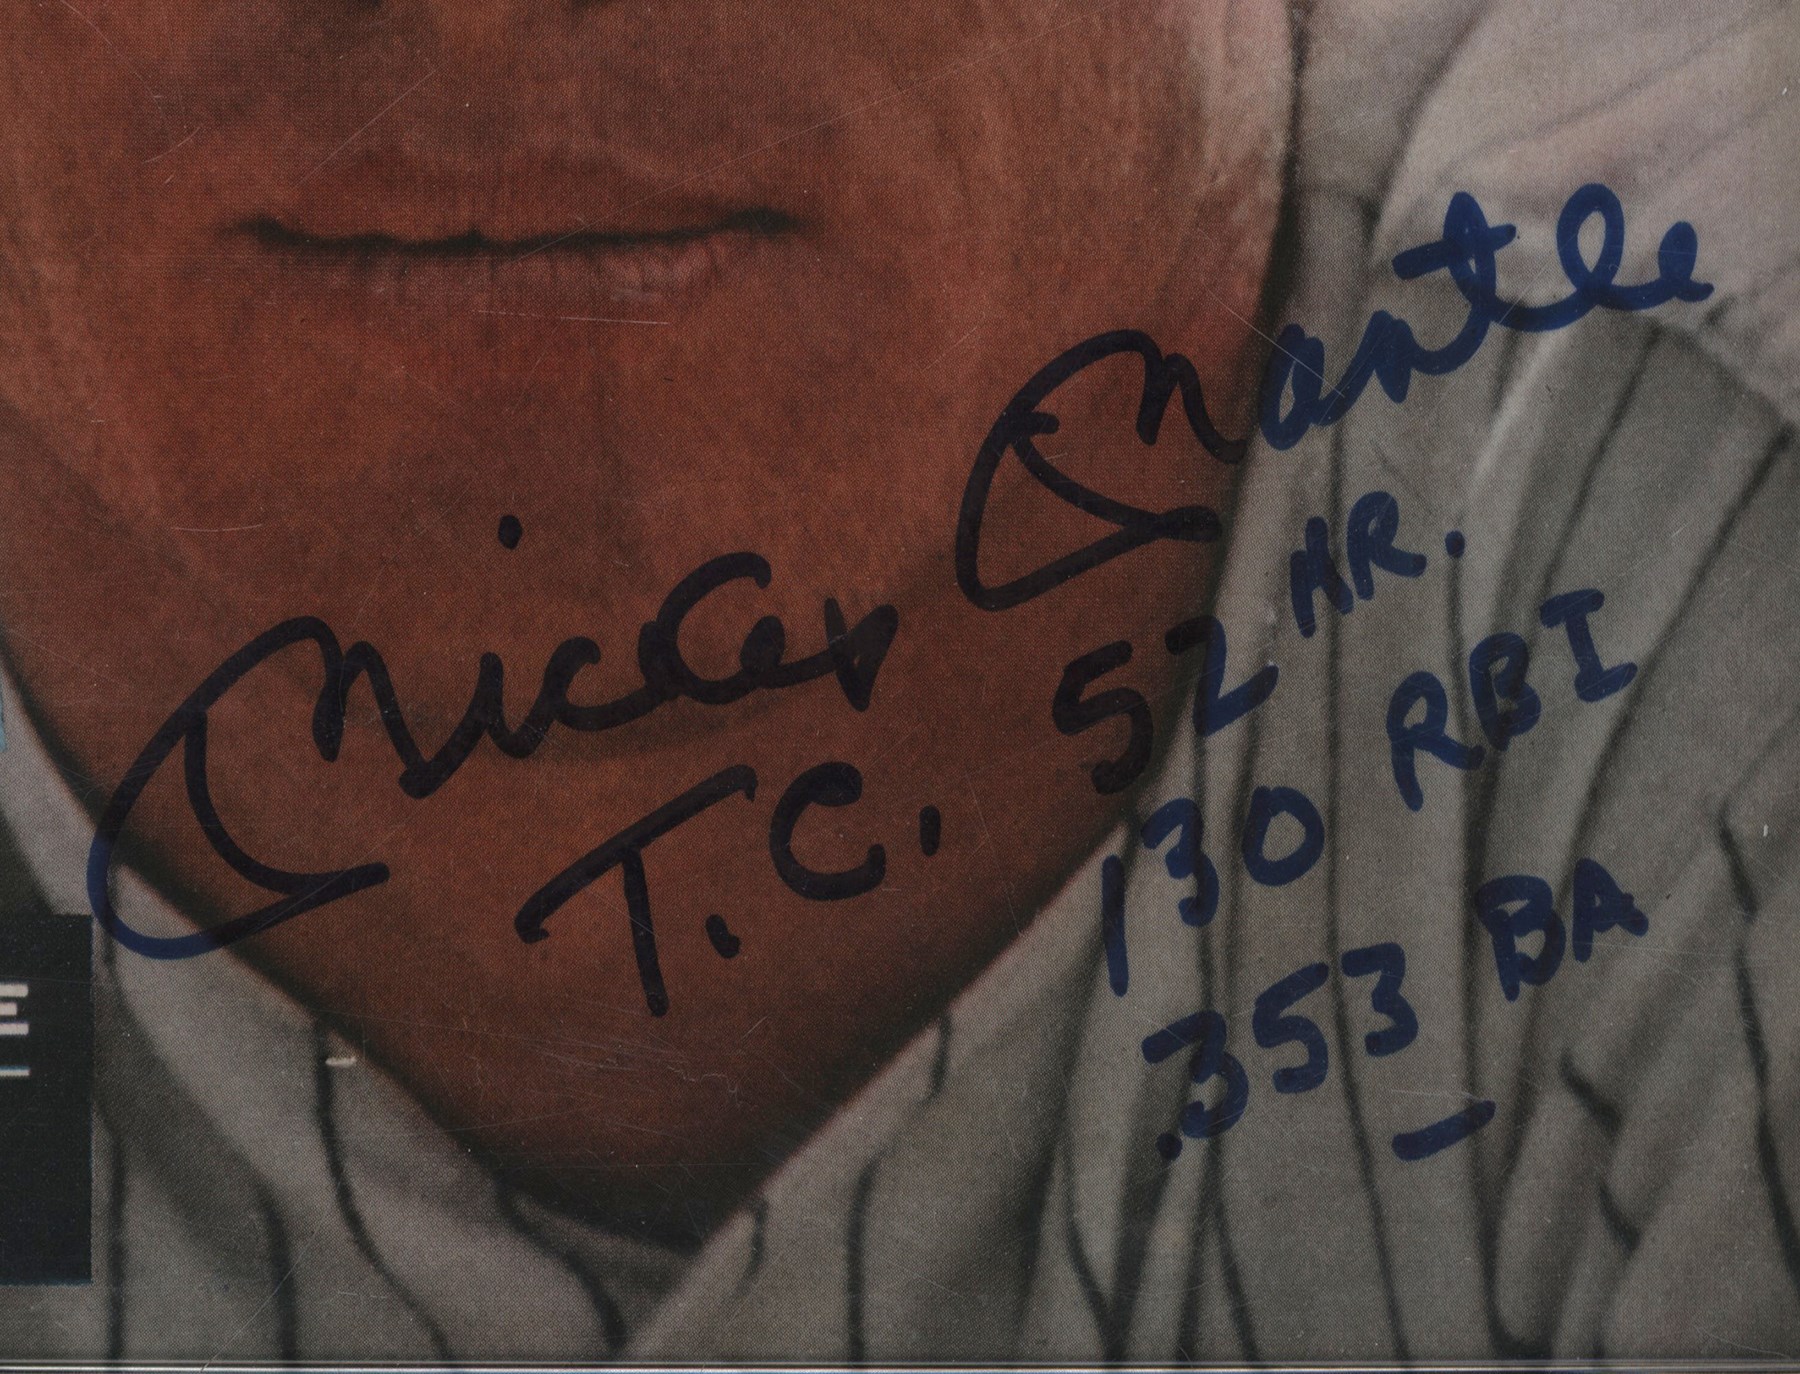 Mickey Mantle
T.C.
52 HR.
130 RBI
.353 BA
E